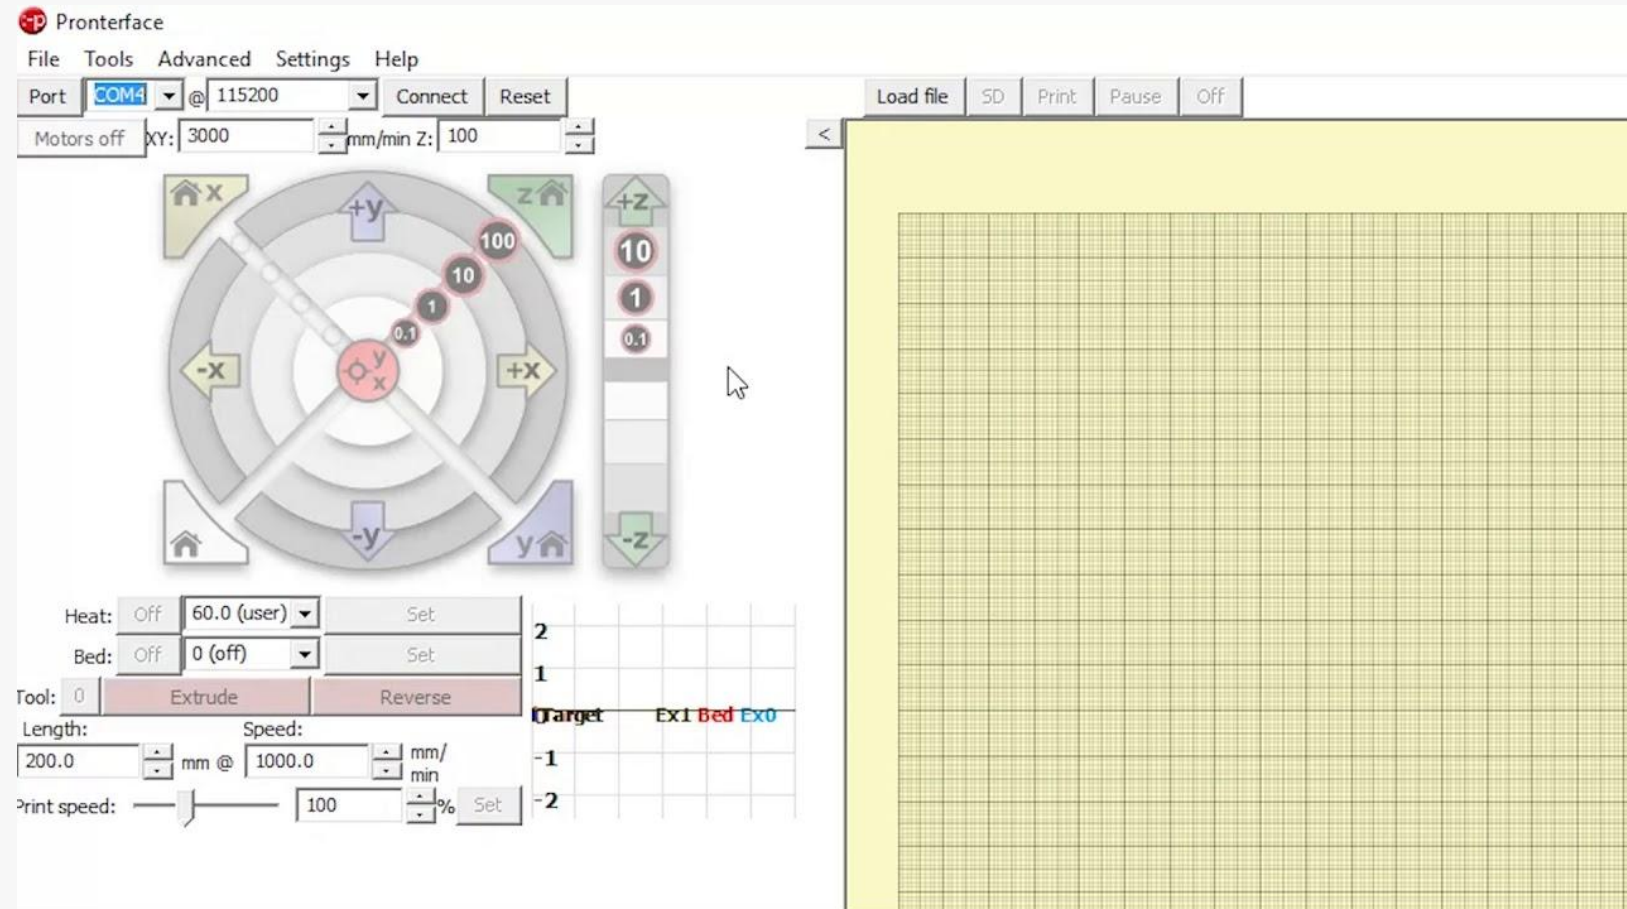 Pronterface
File Tools Advanced Settings Help
Port COM4 @ 115200 Connect Reset
Load file SD Print Pause Off
Motors off XY: 3000 mm/min Z: 100
<
x
+y
z
+z
100
10
1
0.1
10
1
0.1
-x
y
x
+x
-y
y
-z
Heat: Off 60.0 (user) Set
Bed: Off 0 (off) Set
Tool: 0 Extrude Reverse
Length: Speed:
200.0 mm @ 1000.0 mm/
min
Print speed: 100 % Set
2
1
0 Target Ex1 Bed Ex0
-1
-2